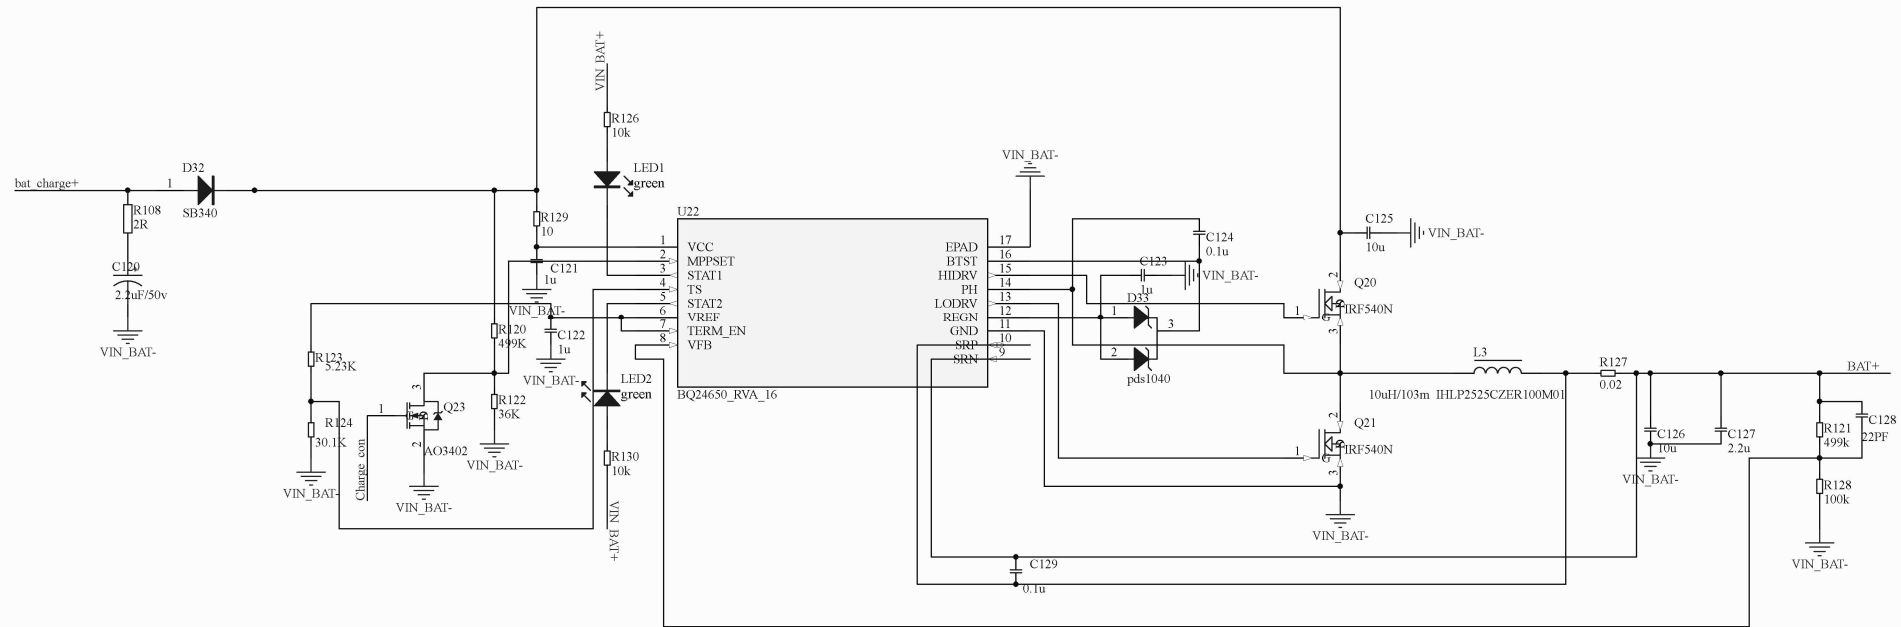 VIN_BAT+
R126
10k
LED1
green
bat_charge+
1
D32
SB340
R108
2R
C120
2.2uF/50v
VIN_BAT-
R129
10
C121
1u
VIN_BAT-
C122
1u
VIN_BAT-
R120
499K
R122
36K
VIN_BAT-
R123
5.23K
R124
30.1K
VIN_BAT-
Charge_con
1
3
2
Q23
AO3402
VIN_BAT-
LED2
green
R130
10k
VIN_BAT+
U22
1 VCC
2 MPPSET
3 STAT1
4 TS
5 STAT2
6 VREF
7 TERM_EN
8 VFB
EPAD 17
BTST 16
HIDRV 15
PH 14
LODRV 13
REGN 12
GND 11
SRP 10
SRN 9
BQ24650_RVA_16
VIN_BAT-
C124
0.1u
C123
1u
VIN_BAT-
D33
1
2
3
pds1040
C125
10u
VIN_BAT-
2
Q20
1
G
IRF540N
3
2
Q21
1
G
IRF540N
3
VIN_BAT-
L3
10uH/103m IHLP2525CZER100M01
R127
0.02
BAT+
C126
10u
VIN_BAT-
C127
2.2u
R121
499k
C128
22PF
R128
100k
VIN_BAT-
C129
0.1u